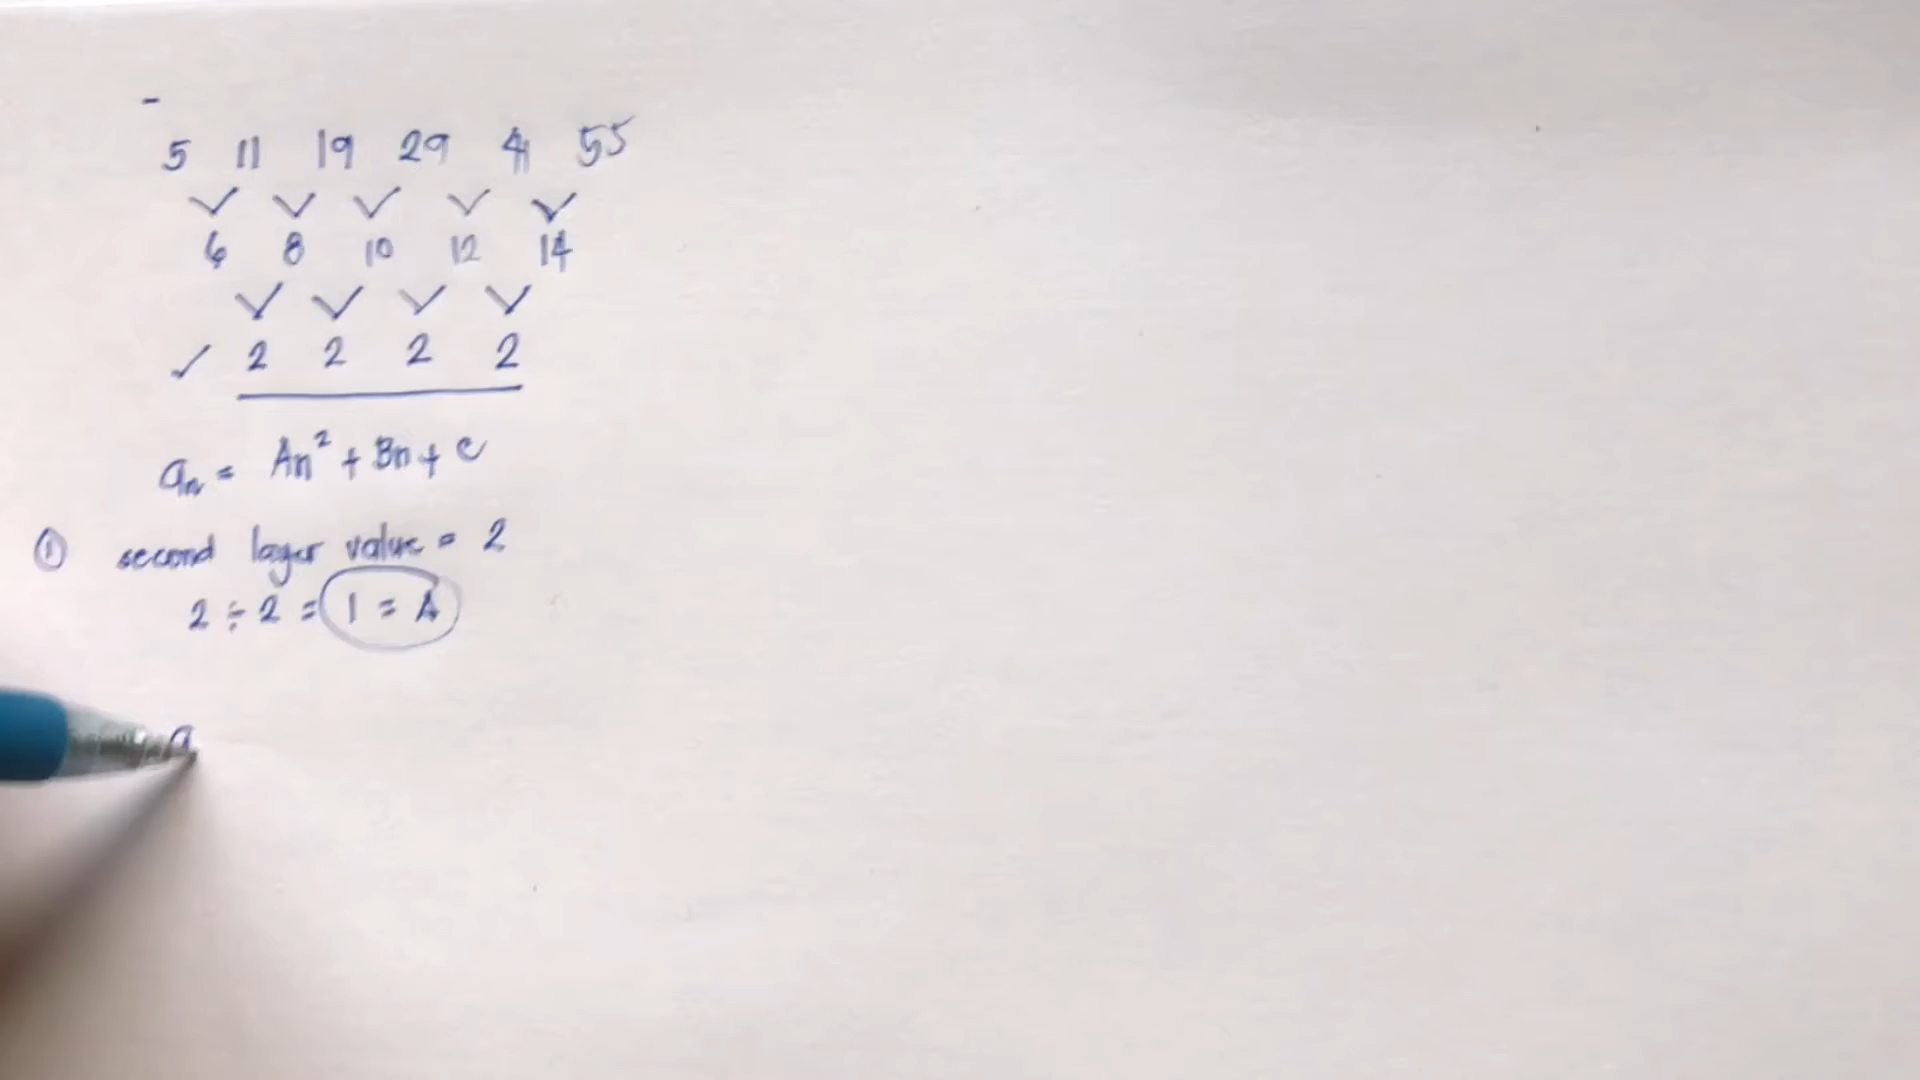 -
5 11 19 29 41 55
6 8 10 12 14
✓ 2 2 2 2
aₙ = An² + Bn + C
① second layer value = 2
2 ÷ 2 = 1 = A
a